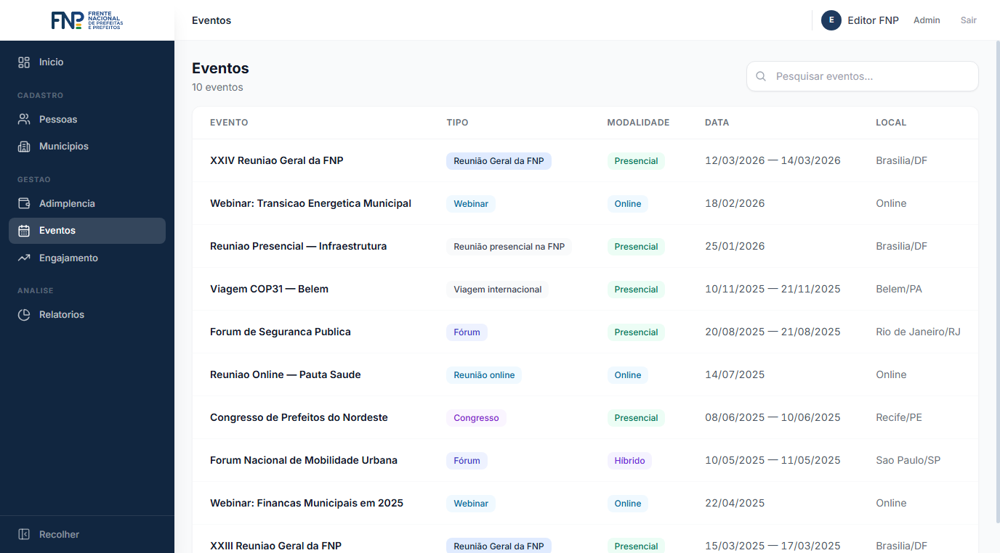 FNP FRENTE
NACIONAL
DE PREFEITAS
E PREFEITOS
Eventos
E Editor FNP Admin Sair
Inicio
CADASTRO
Pessoas
Municipios
GESTAO
Adimplencia
Eventos
Engajamento
ANALISE
Relatorios
Recolher
Eventos
10 eventos
Pesquisar eventos...
EVENTO TIPO MODALIDADE DATA LOCAL
XXIV Reuniao Geral da FNP Reunião Geral da FNP Presencial 12/03/2026 — 14/03/2026 Brasilia/DF
Webinar: Transicao Energetica Municipal Webinar Online 18/02/2026 Online
Reuniao Presencial — Infraestrutura Reunião presencial na FNP Presencial 25/01/2026 Brasilia/DF
Viagem COP31 — Belem Viagem internacional Presencial 10/11/2025 — 21/11/2025 Belem/PA
Forum de Seguranca Publica Fórum Presencial 20/08/2025 — 21/08/2025 Rio de Janeiro/RJ
Reuniao Online — Pauta Saude Reunião online Online 14/07/2025 Online
Congresso de Prefeitos do Nordeste Congresso Presencial 08/06/2025 — 10/06/2025 Recife/PE
Forum Nacional de Mobilidade Urbana Fórum Híbrido 10/05/2025 — 11/05/2025 Sao Paulo/SP
Webinar: Financas Municipais em 2025 Webinar Online 22/04/2025 Online
XXIII Reuniao Geral da FNP Reunião Geral da FNP Presencial 15/03/2025 — 17/03/2025 Brasilia/DF